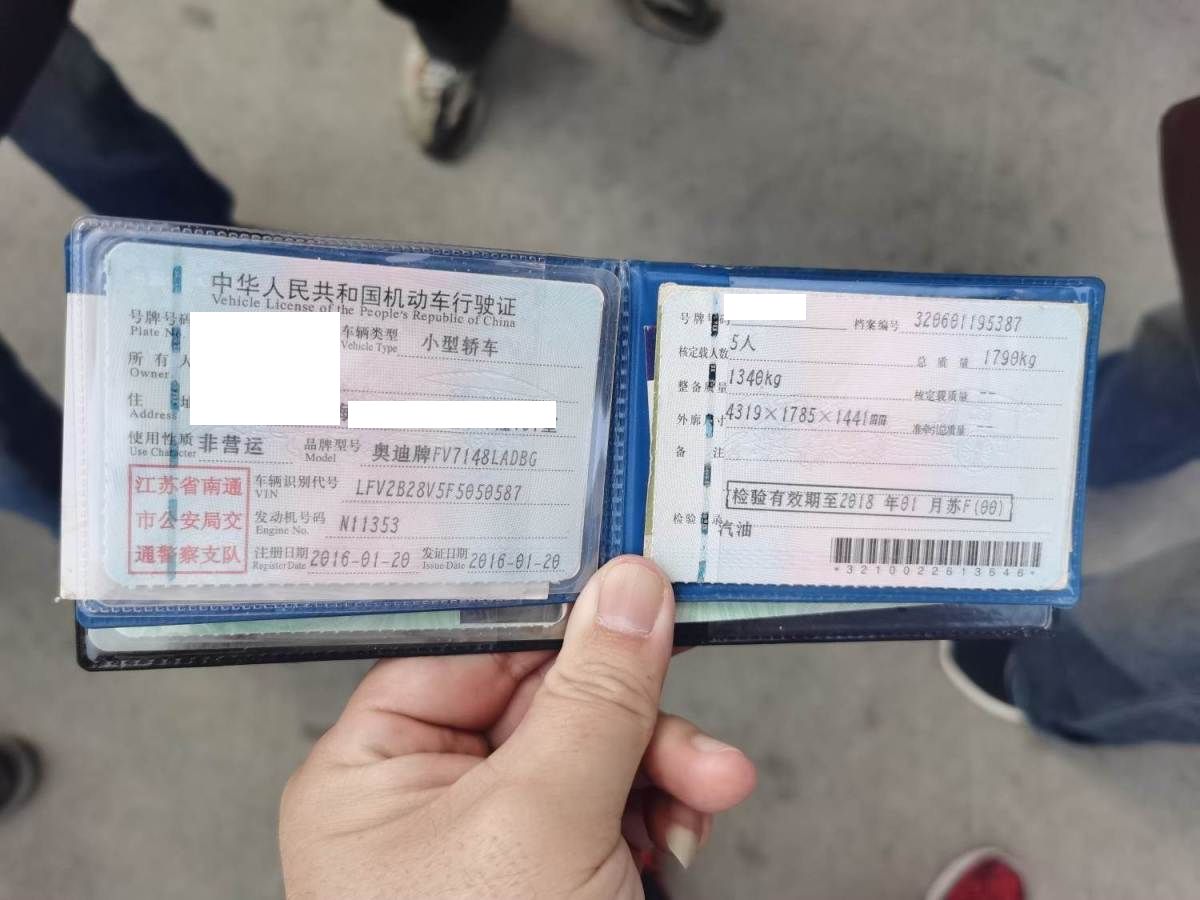 中华人民共和国机动车行驶证
Vehicle License of the People's Republic of China
号牌号码
Plate No.
车辆类型
Vehicle Type
小型轿车
所有人
Owner
住址
Address
使用性质
Use Character
非营运
品牌型号
Model
奥迪牌FV7148LADBG
江苏省南通
市公安局交
通警察支队
车辆识别代号
VIN
LFV2B28V5F5050587
发动机号码
Engine No.
N11353
注册日期
Register Date
2016-01-20
发证日期
Issue Date
2016-01-20
号牌号码
档案编号 320601195387
核定载人数 5人
总质量 1790kg
整备质量 1340kg
核定载质量 --
外廓尺寸 4319×1785×1441mm
准牵引总质量 --
备注
检验有效期至2018 年01 月苏F(00)
检验记录
汽油
*3210022613646*